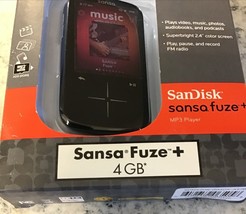 • Plays video, music, photos, audiobooks, and podcasts
• Superbright 2.4" color screen
• Play, pause, and record FM radio
music
SanDisk
sansa fuze+
MP3 Player
Sansa® Fuze™+
4 GB*